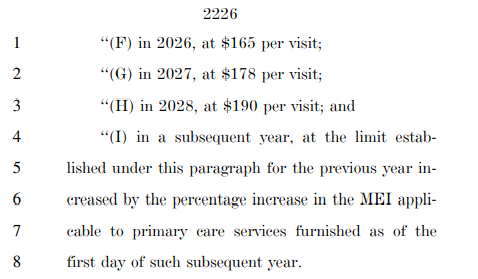 2226
1 “(F) in 2026, at $165 per visit;
2 “(G) in 2027, at $178 per visit;
3 “(H) in 2028, at $190 per visit; and
4 “(I) in a subsequent year, at the limit estab-
5 lished under this paragraph for the previous year in-
6 creased by the percentage increase in the MEI appli-
7 cable to primary care services furnished as of the
8 first day of such subsequent year.